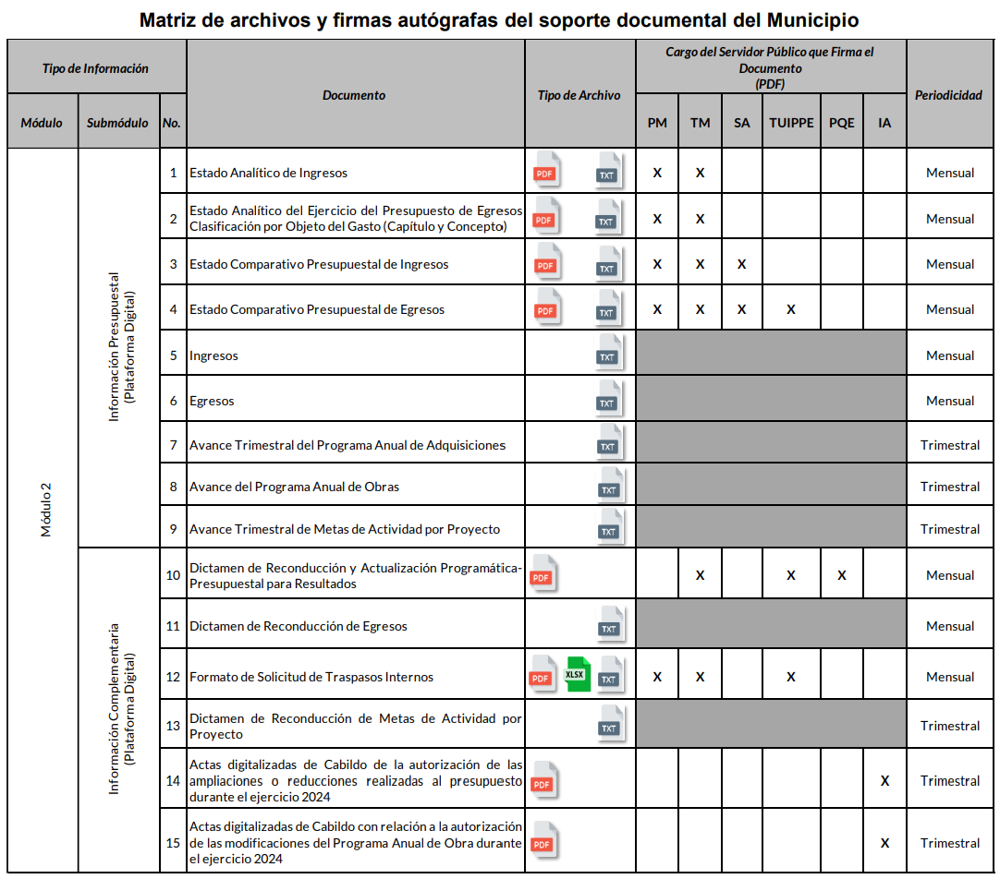 Matriz de archivos y firmas autógrafas del soporte documental del Municipio
Tipo de Información
Documento
Tipo de Archivo
Cargo del Servidor Público que Firma el
Documento
(PDF)
Periodicidad
Módulo
Submódulo
No.
PM
TM
SA
TUIPPE
PQE
IA
Módulo 2
Información Presupuestal
(Plataforma Digital)
1 Estado Analítico de Ingresos PDF TXT X X Mensual
2 Estado Analítico del Ejercicio del Presupuesto de Egresos
Clasificación por Objeto del Gasto (Capítulo y Concepto) PDF TXT X X Mensual
3 Estado Comparativo Presupuestal de Ingresos PDF TXT X X X Mensual
4 Estado Comparativo Presupuestal de Egresos PDF TXT X X X X Mensual
5 Ingresos TXT Mensual
6 Egresos TXT Mensual
7 Avance Trimestral del Programa Anual de Adquisiciones TXT Trimestral
8 Avance del Programa Anual de Obras TXT Trimestral
9 Avance Trimestral de Metas de Actividad por Proyecto TXT Trimestral
Información Complementaria
(Plataforma Digital)
10 Dictamen de Reconducción y Actualización Programática-
Presupuestal para Resultados PDF X X X Mensual
11 Dictamen de Reconducción de Egresos TXT Mensual
12 Formato de Solicitud de Traspasos Internos PDF XLSX TXT X X X Mensual
13 Dictamen de Reconducción de Metas de Actividad por
Proyecto TXT Trimestral
14 Actas digitalizadas de Cabildo de la autorización de las
ampliaciones o reducciones realizadas al presupuesto
durante el ejercicio 2024 PDF X Trimestral
15 Actas digitalizadas de Cabildo con relación a la autorización
de las modificaciones del Programa Anual de Obra durante
el ejercicio 2024 PDF X Trimestral